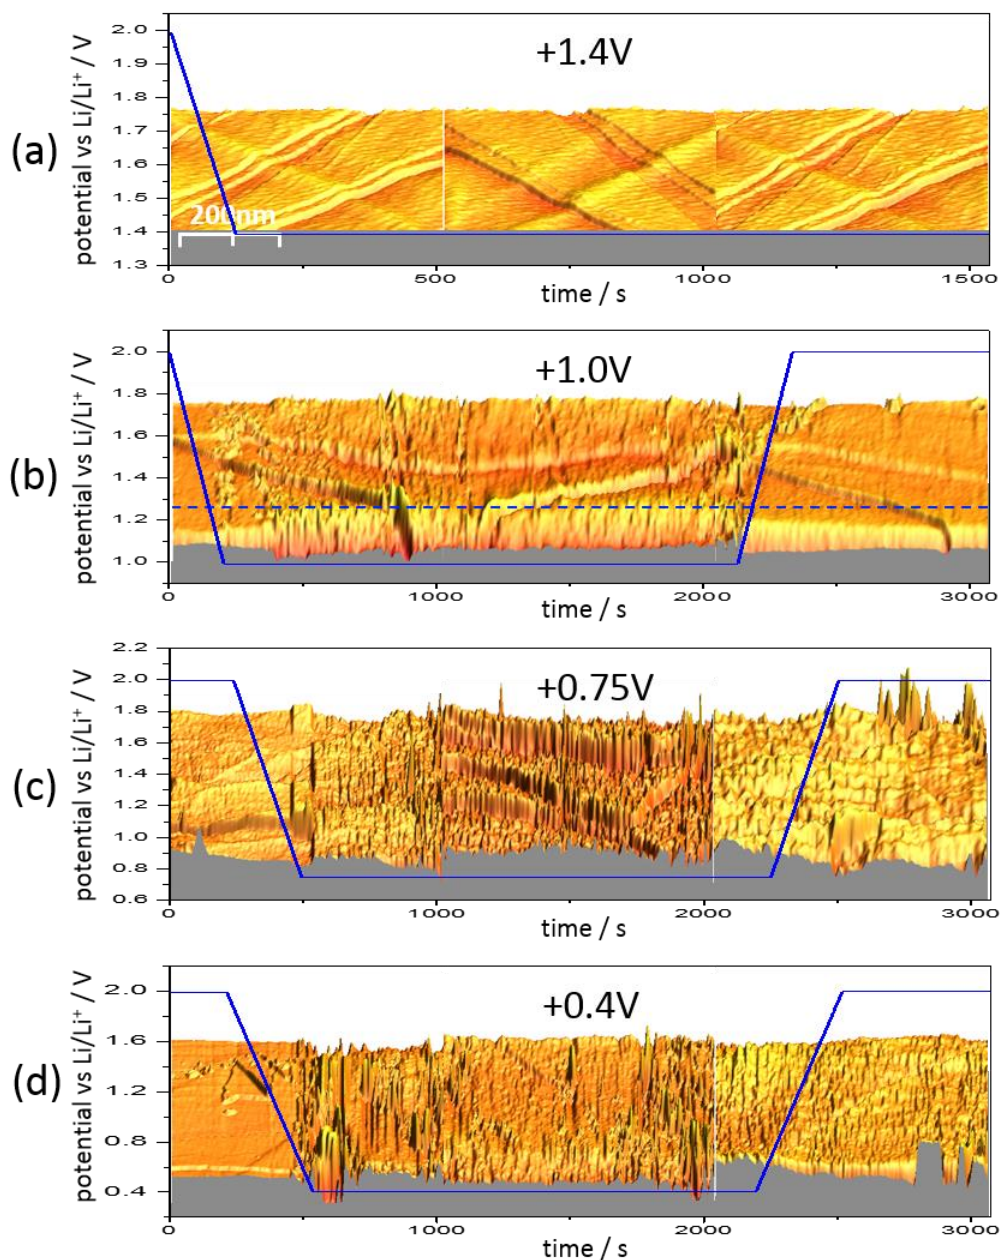 (a)
potential vs Li/Li⁺ / V
2.0
1.9
1.8
1.7
1.6
1.5
1.4
1.3
+1.4V
200nm
0 500 1000 1500
time / s
(b)
potential vs Li/Li⁺ / V
2.0
1.8
1.6
1.4
1.2
1.0
+1.0V
0 1000 2000 3000
time / s
(c)
potential vs Li/Li⁺ / V
2.2
2.0
1.8
1.6
1.4
1.2
1.0
0.8
0.6
+0.75V
0 1000 2000 3000
time / s
(d)
potential vs Li/Li⁺ / V
2.0
1.6
1.2
0.8
0.4
+0.4V
0 1000 2000 3000
time / s